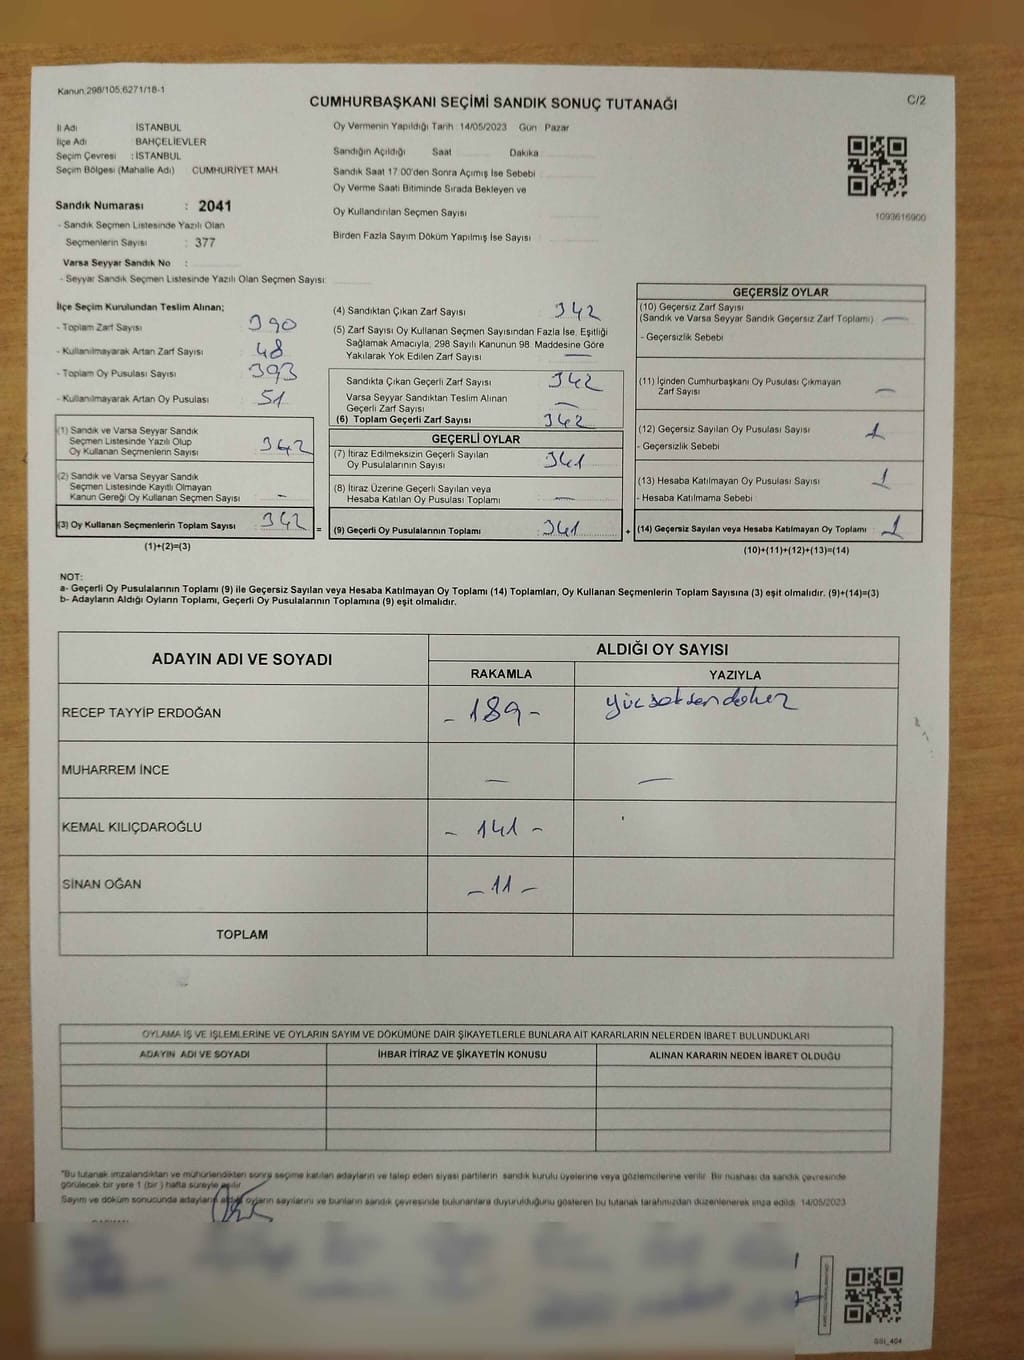 Kanun,298/105,6271/18-1
CUMHURBAŞKANI SEÇİMİ SANDIK SONUÇ TUTANAĞI
C/2
İl Adı İSTANBUL
İlçe Adı BAHÇELİEVLER
Seçim Çevresi : İSTANBUL
Seçim Bölgesi (Mahalle Adı) CUMHURİYET MAH.
Sandık Numarası : 2041
- Sandık Seçmen Listesinde Yazılı Olan
Seçmenlerin Sayısı : 377
Varsa Seyyar Sandık No :
- Seyyar Sandık Seçmen Listesinde Yazılı Olan Seçmen Sayısı:
Oy Vermenin Yapıldığı Tarih :14/05/2023 Gün Pazar
Sandığın Açıldığı Saat Dakika
Sandık Saat 17.00'den Sonra Açımış İse Sebebi
Oy Verme Saati Bitiminde Sırada Bekleyen ve
Oy Kullandırılan Seçmen Sayısı
Birden Fazla Sayım Döküm Yapılmış İse Sayısı
1093616900
İlçe Seçim Kurulundan Teslim Alınan;
- Toplam Zarf Sayısı 390
- Kullanılmayarak Artan Zarf Sayısı 48
- Toplam Oy Pusulası Sayısı 393
- Kullanılmayarak Artan Oy Pusulası 51
(1) Sandık ve Varsa Seyyar Sandık
Seçmen Listesinde Yazılı Olup
Oy Kullanan Seçmenlerin Sayısı 342
(2) Sandık ve Varsa Seyyar Sandık
Seçmen Listesinde Kayıtlı Olmayan
Kanun Gereği Oy Kullanan Seçmen Sayısı -
(3) Oy Kullanan Seçmenlerin Toplam Sayısı 342 =
(1)+(2)=(3)
(4) Sandıktan Çıkan Zarf Sayısı 342
(5) Zarf Sayısı Oy Kullanan Seçmen Sayısından Fazla İse, Eşitliği
Sağlamak Amacıyla, 298 Sayılı Kanunun 98. Maddesine Göre
Yakılarak Yok Edilen Zarf Sayısı —
Sandıkta Çıkan Geçerli Zarf Sayısı 342
Varsa Seyyar Sandıktan Teslim Alınan
Geçerli Zarf Sayısı —
(6) Toplam Geçerli Zarf Sayısı 342
GEÇERLİ OYLAR
(7) İtiraz Edilmeksizin Geçerli Sayılan
Oy Pusulalarının Sayısı 341
(8) İtiraz Üzerine Geçerli Sayılan veya
Hesaba Katılan Oy Pusulası Toplamı —
(9) Geçerli Oy Pusulalarının Toplamı 341 +
GEÇERSİZ OYLAR
(10) Geçersiz Zarf Sayısı
(Sandık ve Varsa Seyyar Sandık Geçersiz Zarf Toplamı) : —
- Geçersizlik Sebebi
(11) İçinden Cumhurbaşkanı Oy Pusulası Çıkmayan
Zarf Sayısı —
(12) Geçersiz Sayılan Oy Pusulası Sayısı 1
- Geçersizlik Sebebi
(13) Hesaba Katılmayan Oy Pusulası Sayısı 1
- Hesaba Katılmama Sebebi
(14) Geçersiz Sayılan veya Hesaba Katılmayan Oy Toplamı : 1
(10)+(11)+(12)+(13)=(14)
NOT:
a- Geçerli Oy Pusulalarının Toplamı (9) ile Geçersiz Sayılan veya Hesaba Katılmayan Oy Toplamı (14) Toplamları, Oy Kullanan Seçmenlerin Toplam Sayısına (3) eşit olmalıdır. (9)+(14)=(3)
b- Adayların Aldığı Oyların Toplamı, Geçerli Oy Pusulalarının Toplamına (9) eşit olmalıdır.
ADAYIN ADI VE SOYADI ALDIĞI OY SAYISI
RAKAMLA YAZIYLA
RECEP TAYYİP ERDOĞAN -189- yüzseksendokuz
MUHARREM İNCE — —
KEMAL KILIÇDAROĞLU - 141 -
SİNAN OĞAN - 11 -
TOPLAM
OYLAMA İŞ VE İŞLEMLERİNE VE OYLARIN SAYIM VE DÖKÜMÜNE DAİR ŞİKAYETLERLE BUNLARA AİT KARARLARIN NELERDEN İBARET BULUNDUKLARI
ADAYIN ADI VE SOYADI İHBAR İTİRAZ VE ŞİKAYETİN KONUSU ALINAN KARARIN NEDEN İBARET OLDUĞU
*Bu tutanak imzalandıktan ve mühürlendikten sonra seçime katılan adayların ve talep eden siyasi partilerin sandık kurulu üyelerine veya gözlemcilerine verilir. Bir nüshası da sandık çevresinde
görülecek bir yere 1 (bir) hafta süreyle asılır.
Sayım ve döküm sonucunda adayların aldığı oyların sayılarını ve bunların sandık çevresinde bulunanlara duyurulduğunu gösteren bu tutanak tarafımızdan düzenlenerek imza edildi. 14/05/2023
GSİ_404